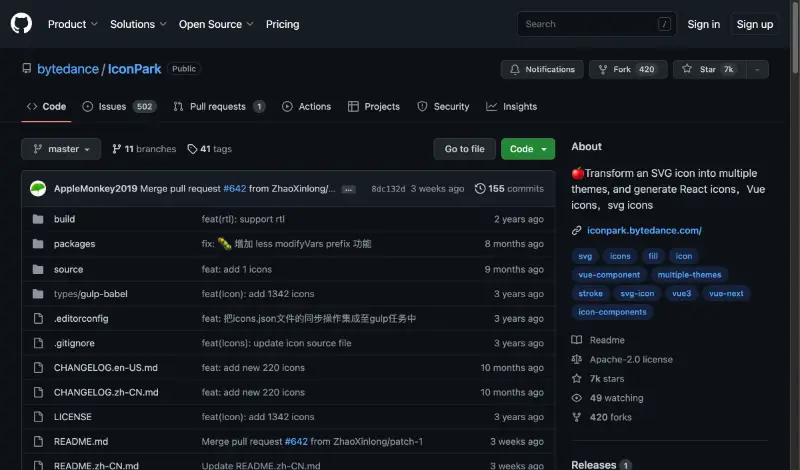 Product Solutions Open Source Pricing Search / Sign in Sign up
bytedance / IconPark Public Notifications Fork 420 Star 7k
Code Issues 502 Pull requests 1 Actions Projects Security Insights
master 11 branches 41 tags Go to file Code
AppleMonkey2019 Merge pull request #642 from ZhaoXinlong/... ... 8dc132d 3 weeks ago 155 commits
build feat(rtl): support rtl 2 years ago
packages fix: 🐛 增加 less modifyVars prefix 功能 8 months ago
source feat: add 1 icons 9 months ago
types/gulp-babel feat(Icon): add 1342 icons 3 years ago
.editorconfig feat: 把icons.json文件的同步操作集成至gulp任务中 3 years ago
.gitignore feat(Icons): update icon source file 3 years ago
CHANGELOG.en-US.md feat: add new 220 icons 10 months ago
CHANGELOG.zh-CN.md feat: add new 220 icons 10 months ago
LICENSE feat(Icon): add 1342 icons 3 years ago
README.md Merge pull request #642 from ZhaoXinlong/patch-1 3 weeks ago
README.zh-CN.md Update README.zh-CN.md 3 weeks ago
About
🍎Transform an SVG icon into multiple
themes, and generate React icons，Vue
icons，svg icons
iconpark.bytedance.com/
svg icons fill icon
vue-component multiple-themes
stroke svg-icon vue3 vue-next
icon-components
Readme
Apache-2.0 license
7k stars
49 watching
420 forks
Releases 1